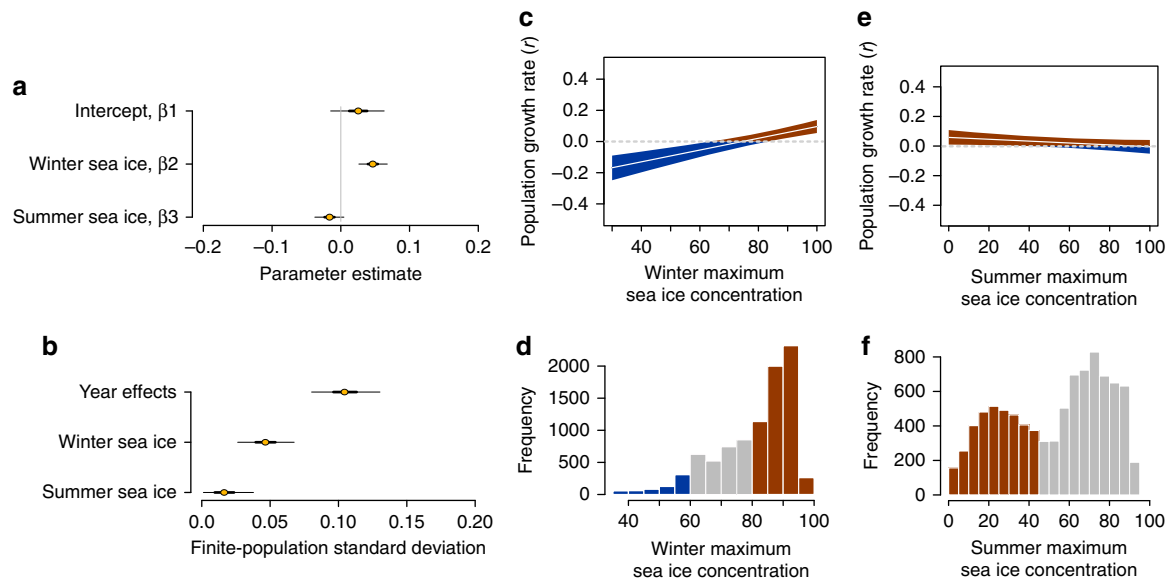 a
Intercept, β1
Winter sea ice, β2
Summer sea ice, β3
−0.2 −0.1 0.0 0.1 0.2
Parameter estimate
b
Year effects
Winter sea ice
Summer sea ice
0.0 0.05 0.10 0.15 0.20
Finite-population standard deviation
c
Population growth rate (r)
0.4
0.2
0.0
−0.2
−0.4
40 60 80 100
Winter maximum
sea ice concentration
d
Frequency
2000
1500
1000
500
0
40 60 80 100
Winter maximum
sea ice concentration
e
Population growth rate (r)
0.4
0.2
0.0
−0.2
−0.4
0 20 40 60 80 100
Summer maximum
sea ice concentration
f
Frequency
800
600
400
200
0
0 20 40 60 80 100
Summer maximum
sea ice concentration